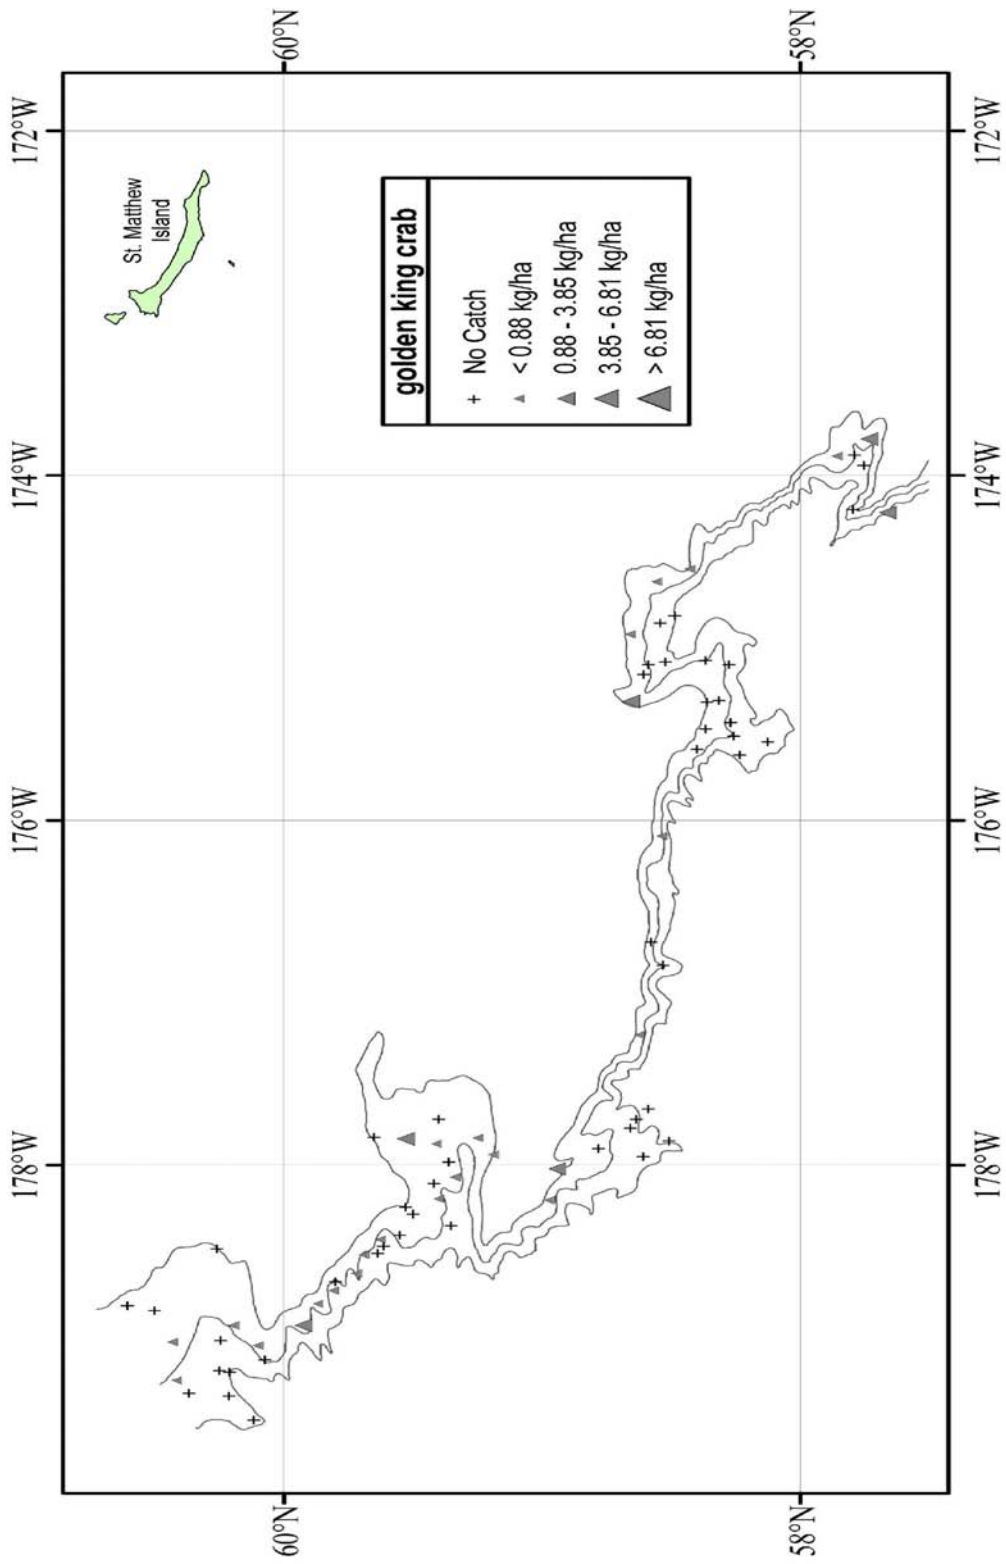 172°W
174°W
176°W
178°W
60°N
58°N
St. Matthew
Island
golden king crab
No Catch
< 0.88 kg/ha
0.88 - 3.85 kg/ha
3.85 - 6.81 kg/ha
> 6.81 kg/ha
60°N
58°N
172°W
174°W
176°W
178°W